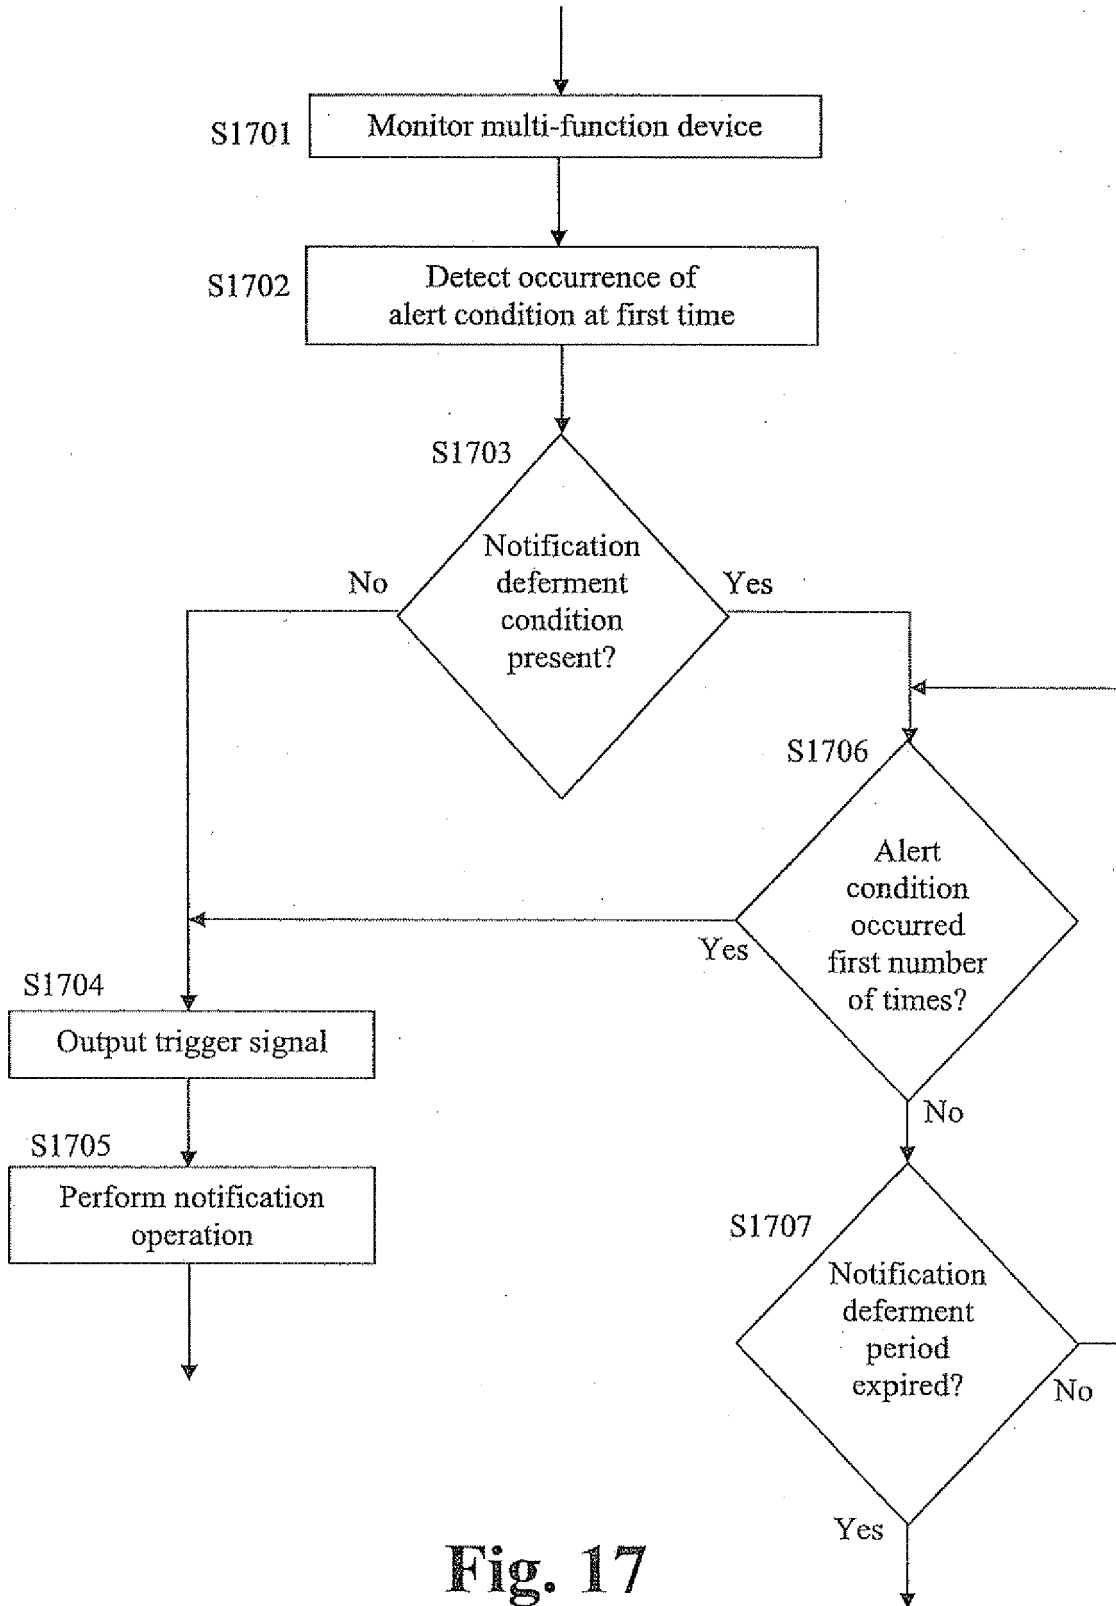 S1701
Monitor multi-function device
S1702
Detect occurrence of
alert condition at first time
S1703
Notification
deferment
condition
present?
No
Yes
S1706
Alert
condition
occurred
first number
of times?
Yes
No
S1704
Output trigger signal
S1705
Perform notification
operation
S1707
Notification
deferment
period
expired?
No
Yes
Fig. 17